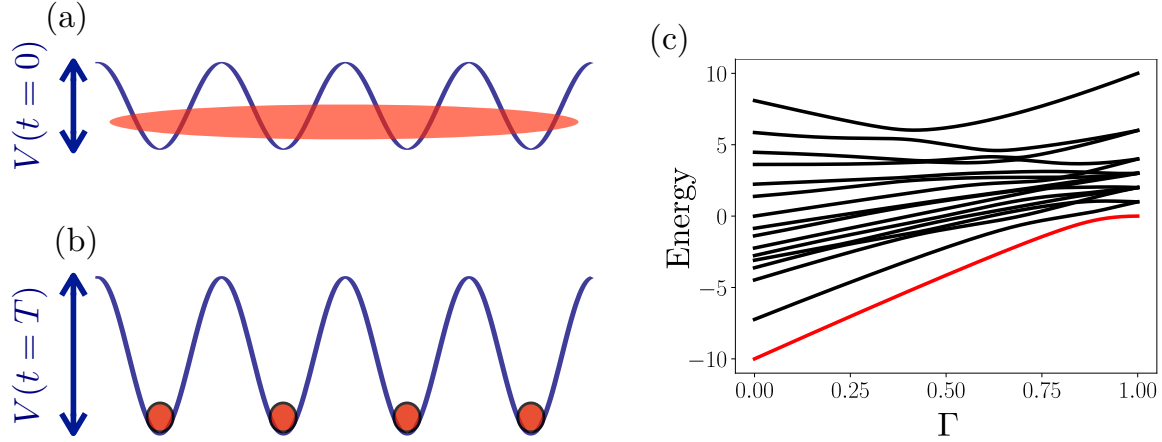 (a)
V(t = 0)
(b)
V(t = T)
(c)
Energy
10
5
0
−5
−10
0.00 0.25 0.50 0.75 1.00
Γ